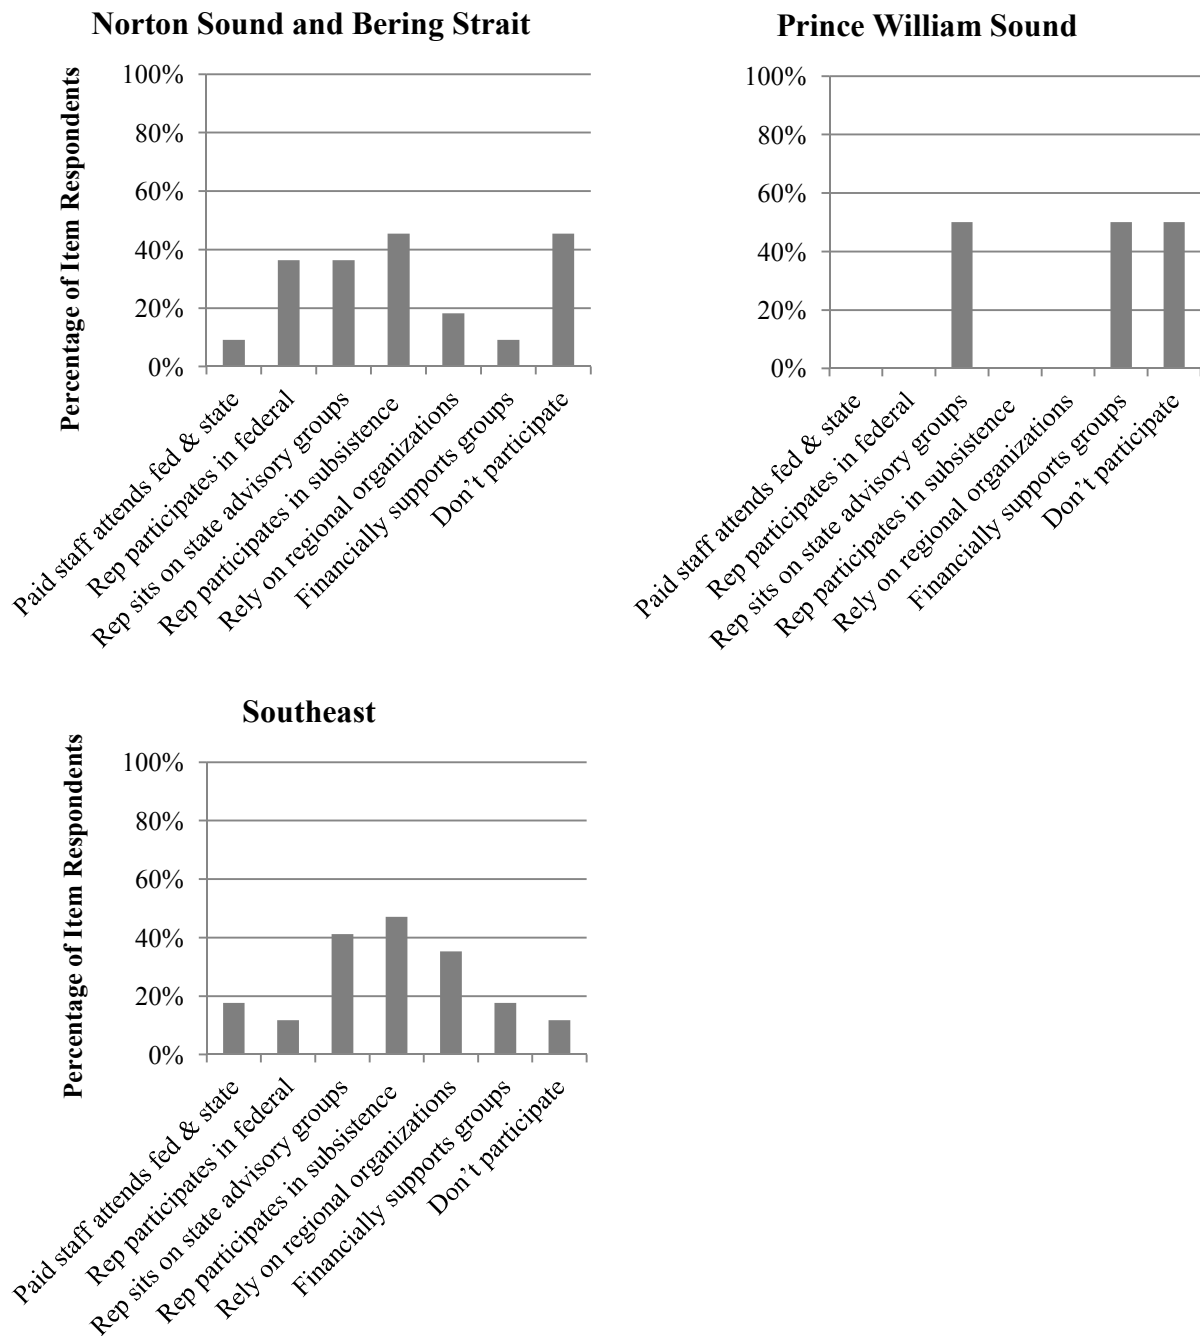 Norton Sound and Bering Strait
Percentage of Item Respondents
100%
80%
60%
40%
20%
0%
Paid staff attends fed & state
Rep participates in federal
Rep sits on state advisory groups
Rep participates in subsistence
Rely on regional organizations
Financially supports groups
Don’t participate
Prince William Sound
100%
80%
60%
40%
20%
0%
Paid staff attends fed & state
Rep participates in federal
Rep sits on state advisory groups
Rep participates in subsistence
Rely on regional organizations
Financially supports groups
Don’t participate
Southeast
Percentage of Item Respondents
100%
80%
60%
40%
20%
0%
Paid staff attends fed & state
Rep participates in federal
Rep sits on state advisory groups
Rep participates in subsistence
Rely on regional organizations
Financially supports groups
Don’t participate